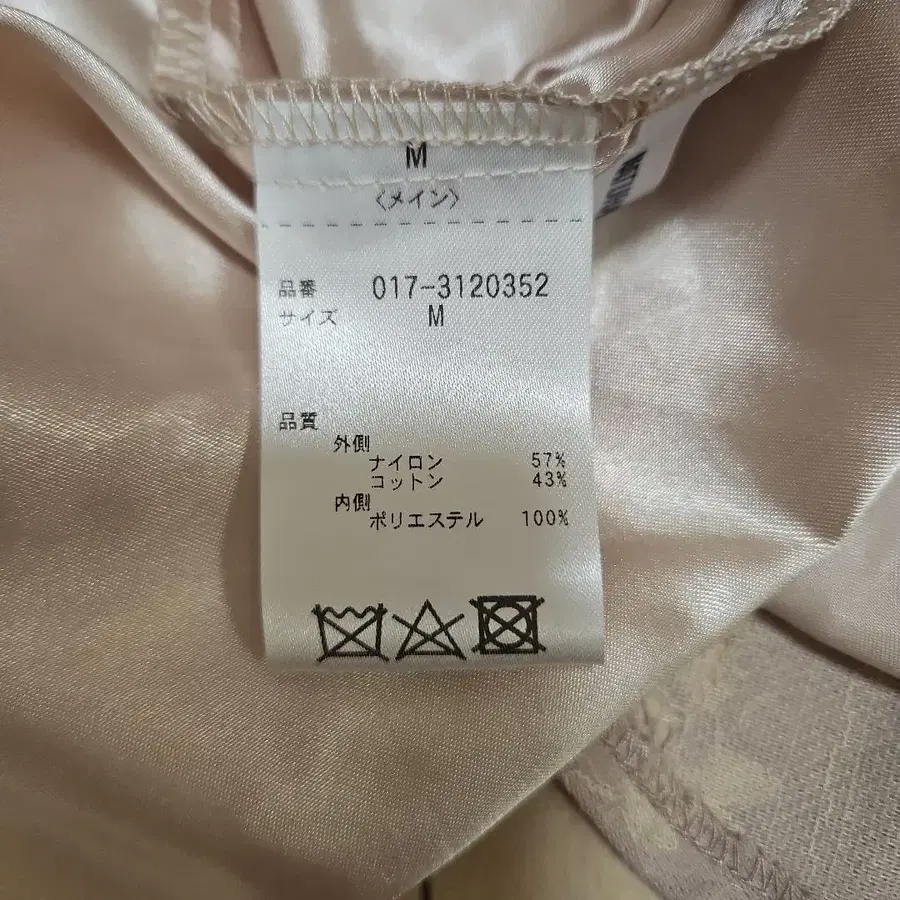 M
〈メイン〉
品番 017-3120352
サイズ M
品質
外側
ナイロン 57%
コットン 43%
内側
ポリエステル 100%